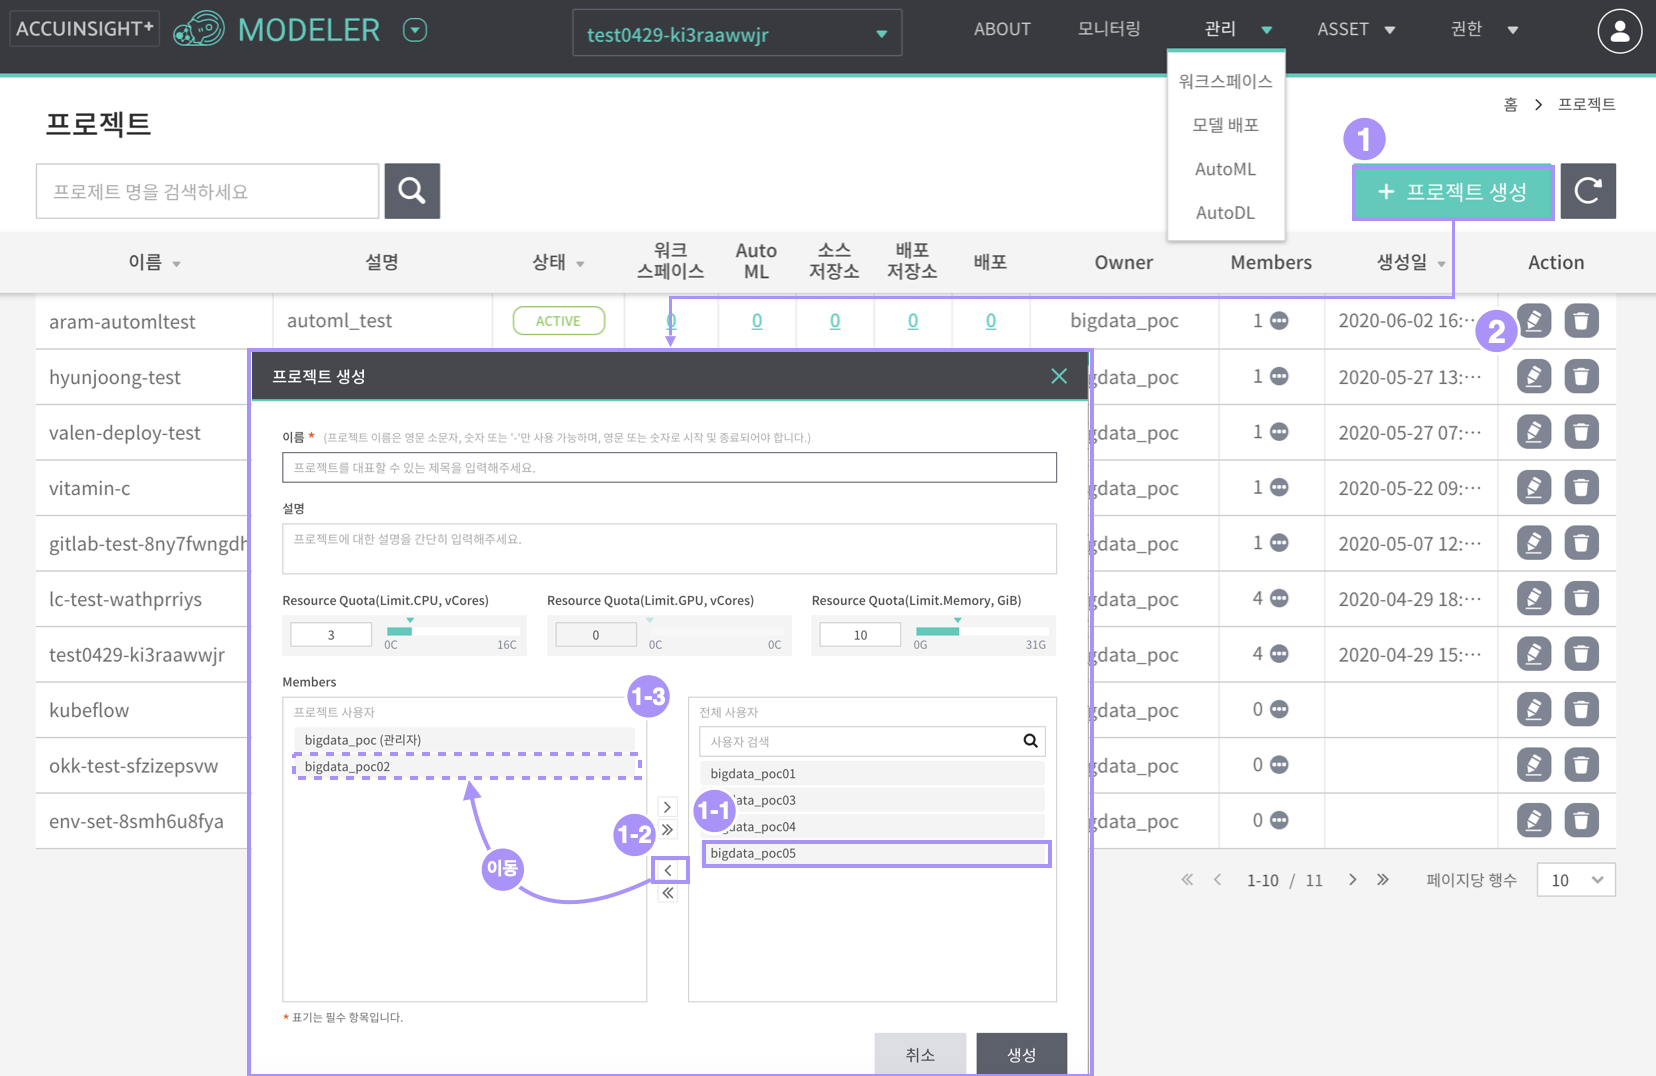 ACCUINSIGHT+ MODELER
test0429-ki3raawwjr
ABOUT 모니터링 관리 ASSET 권한
워크스페이스
모델 배포
AutoML
AutoDL
홈 > 프로젝트
프로젝트
프로제트 명을 검색하세요
1
+ 프로젝트 생성
이름 설명 상태 워크스페이스 Auto ML 소스 저장소 배포 저장소 배포 Owner Members 생성일 Action
aram-automltest automl_test ACTIVE 0 0 0 0 0 bigdata_poc 1 2020-06-02 16:···
2
hyunjoong-test gdata_poc 1 2020-05-27 13:···
valen-deploy-test gdata_poc 1 2020-05-27 07:···
vitamin-c gdata_poc 1 2020-05-22 09:···
gitlab-test-8ny7fwngdh gdata_poc 1 2020-05-07 12:···
lc-test-wathprriys gdata_poc 4 2020-04-29 18:···
test0429-ki3raawwjr gdata_poc 4 2020-04-29 15:···
kubeflow gdata_poc 0
okk-test-sfzizepsvw gdata_poc 0
env-set-8smh6u8fya gdata_poc 0
1-10 / 11 페이지당 행수 10
프로젝트 생성
이름 * (프로젝트 이름은 영문 소문자, 숫자 또는 '-'만 사용 가능하며, 영문 또는 숫자로 시작 및 종료되어야 합니다.)
프로젝트를 대표할 수 있는 제목을 입력해주세요.
설명
프로젝트에 대한 설명을 간단히 입력해주세요.
Resource Quota(Limit.CPU, vCores) Resource Quota(Limit.GPU, vCores) Resource Quota(Limit.Memory, GiB)
3 0C 16C 0 0C 0C 10 0G 31G
Members
프로젝트 사용자
1-3
bigdata_poc (관리자)
bigdata_poc02
이동
1-2
전체 사용자
사용자 검색
bigdata_poc01
data_poc03
1-1
gdata_poc04
bigdata_poc05
* 표기는 필수 항목입니다.
취소 생성